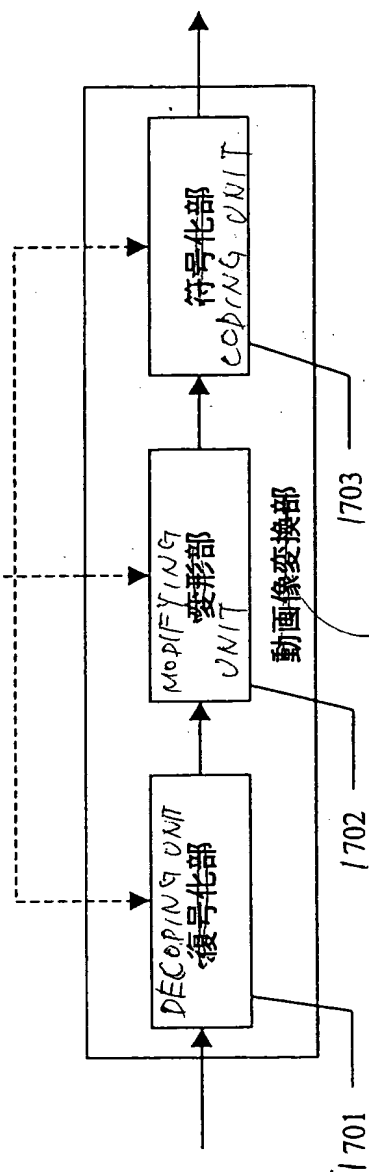 DECODING UNIT
復号化部
1701
MODIFYING
変形部
UNIT
1702
符号化部
CODING UNIT
1703
動画像変換部